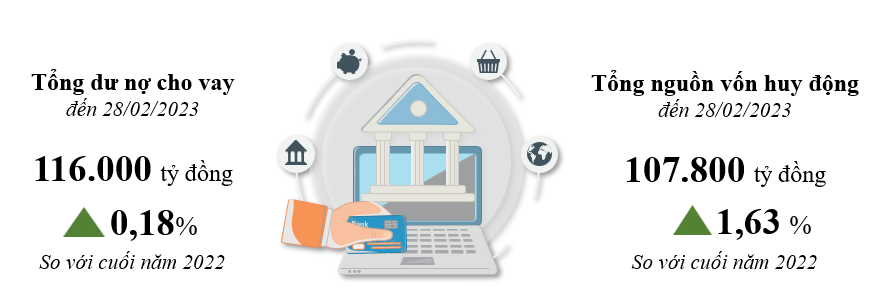 Tổng dư nợ cho vay
đến 28/02/2023
116.000 tỷ đồng
0,18%
So với cuối năm 2022
Bank
Tổng nguồn vốn huy động
đến 28/02/2023
107.800 tỷ đồng
1,63 %
So với cuối năm 2022